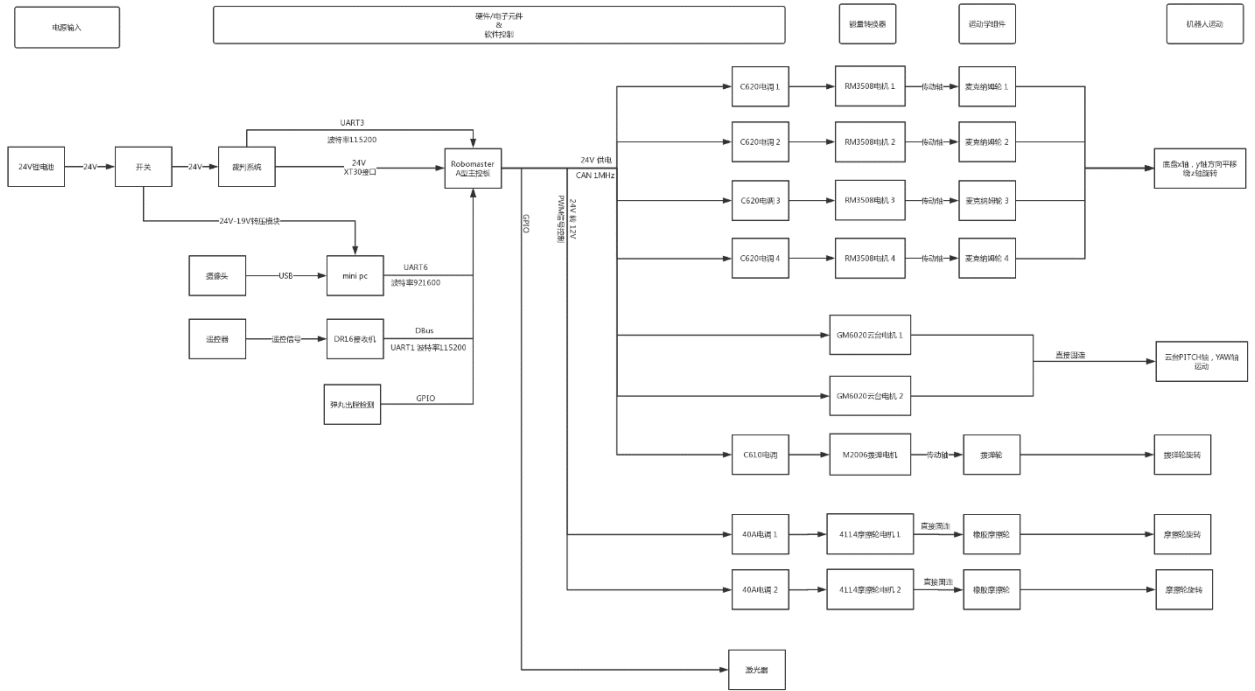 电源输入
硬件/电子元件
&
软件控制
能量转换器
运动学组件
机器人运动
24V锂电池
24V
开关
24V
裁判系统
UART3
波特率115200
24V
XT30接口
Robomaster
A型主控板
24V-19V转压模块
摄像头
USB
mini pc
UART6
波特率921600
遥控器
遥控信号
DR16接收机
DBus
UART1 波特率115200
弹丸出膛检测
GPIO
GPIO
24V 转 12V
PWM信号控制
24V 供电
CAN 1MHz
C620电调 1
RM3508电机 1
传动轴
麦克纳姆轮 1
C620电调 2
RM3508电机 2
传动轴
麦克纳姆轮 2
C620电调 3
RM3508电机 3
传动轴
麦克纳姆轮 3
C620电调 4
RM3508电机 4
传动轴
麦克纳姆轮 4
底盘x轴，y轴方向平移
绕z轴旋转
GM6020云台电机 1
GM6020云台电机 2
直接固连
云台PITCH轴，YAW轴
运动
C610电调
M2006拨弹电机
传动轴
拨弹轮
拨弹轮旋转
40A电调 1
4114摩擦轮电机 1
直接固连
橡胶摩擦轮
摩擦轮旋转
40A电调 2
4114摩擦轮电机 2
直接固连
橡胶摩擦轮
摩擦轮旋转
激光器